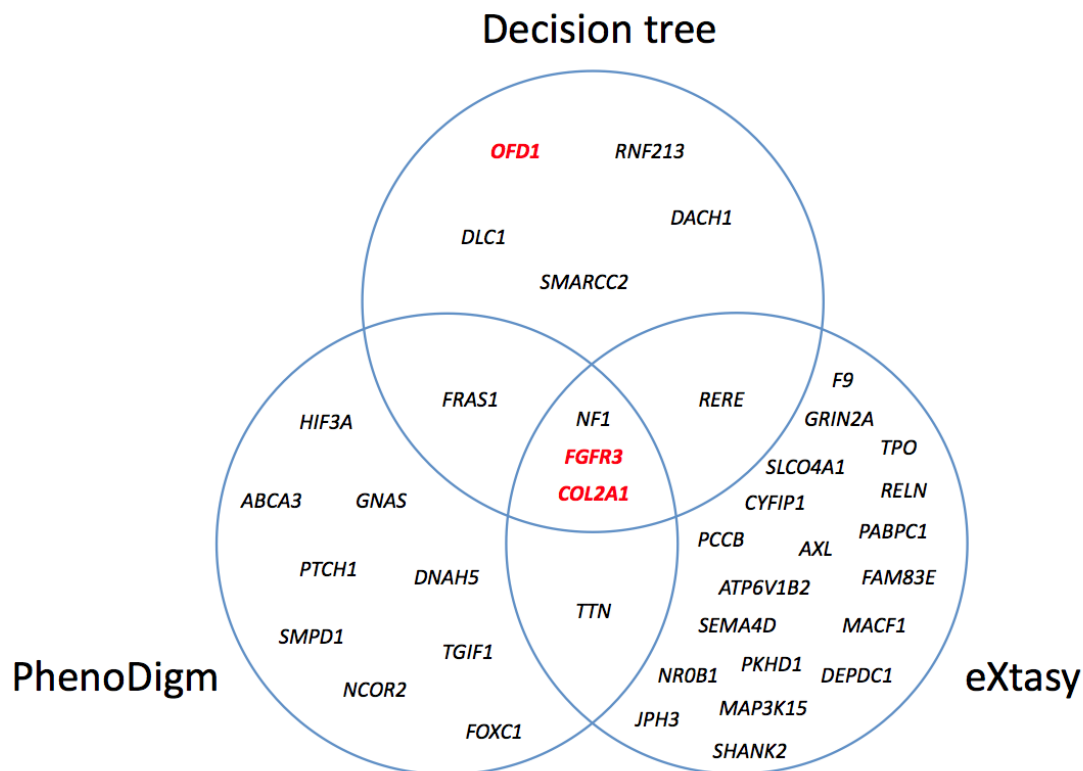 Decision tree
OFD1
RNF213
DACH1
DLC1
SMARCC2
FRAS1
NF1
FGFR3
COL2A1
RERE
HIF3A
ABCA3
GNAS
PTCH1
DNAH5
SMPD1
TGIF1
NCOR2
FOXC1
TTN
F9
GRIN2A
TPO
SLCO4A1
RELN
CYFIP1
PABPC1
PCCB
AXL
FAM83E
ATP6V1B2
SEMA4D
MACF1
PKHD1
NR0B1
DEPDC1
MAP3K15
JPH3
SHANK2
PhenoDigm
eXtasy